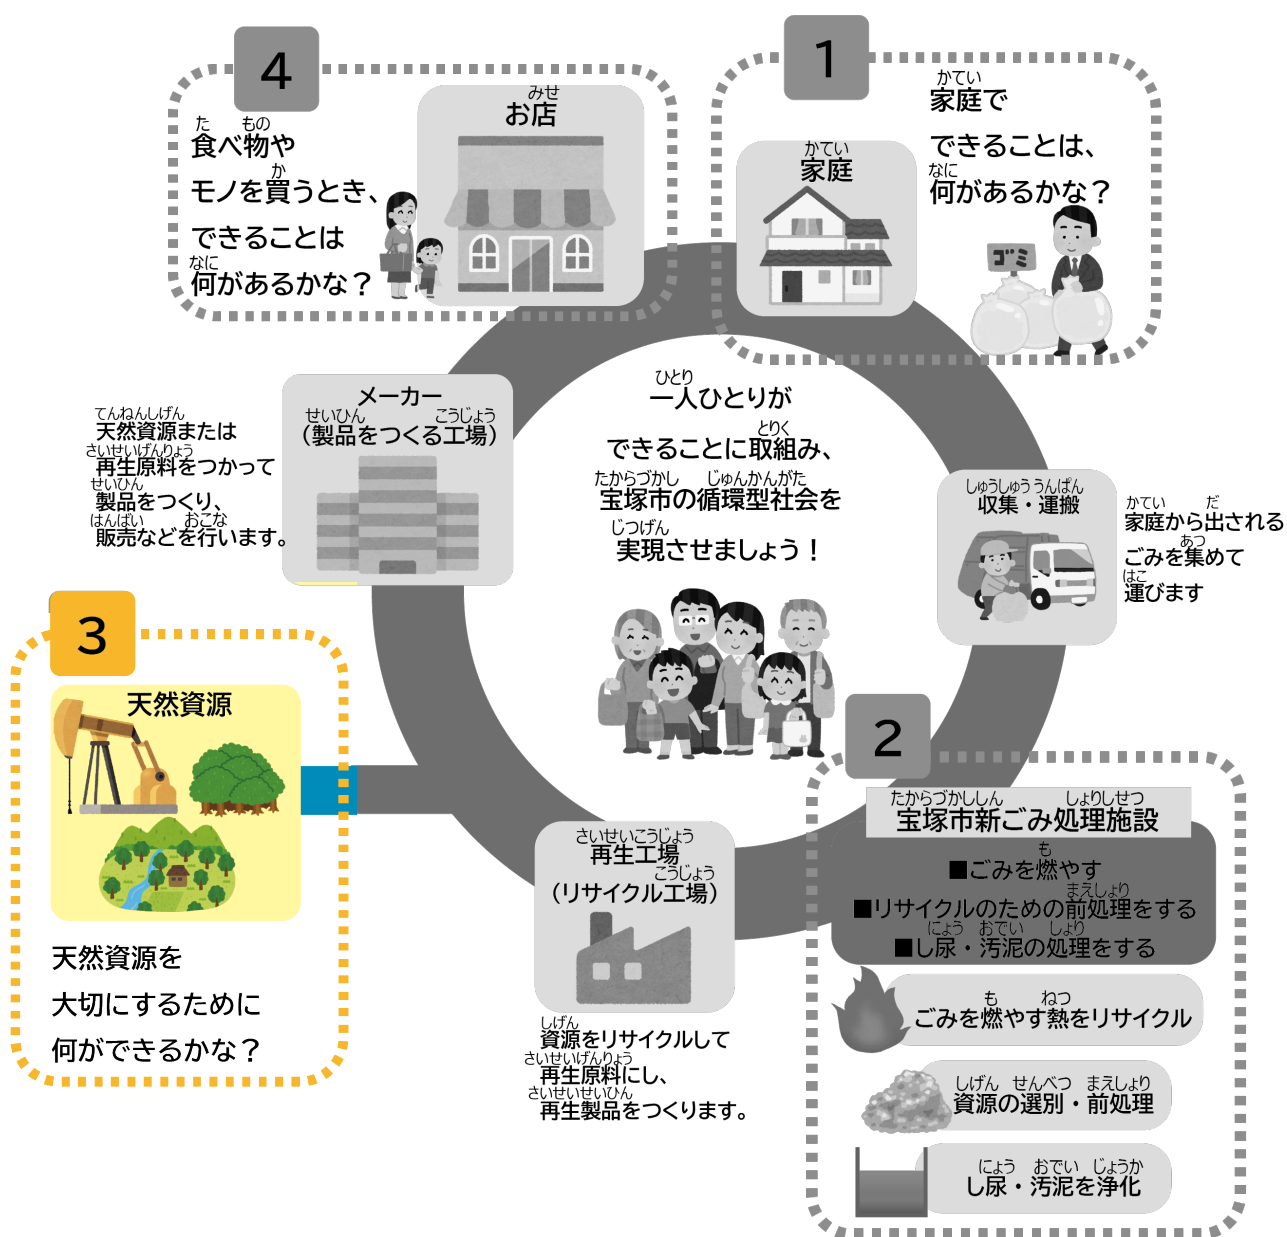 4
たべもの
食べ物や
か
モノを買うとき、
できることは
なに
何があるかな？
みせ
お店
1
かてい
家庭で
できることは、
なに
何があるかな？
かてい
家庭
ゴミ
メーカー
せいひん こうじょう
（製品をつくる工場）
てんねんしげん
天然資源または
さいせいげんりょう
再生原料をつかって
せいひん
製品をつくり、
はんばい おこな
販売などを行います。
ひとり
一人ひとりが
とりく
できることに取組み、
たからづかし じゅんかんがた
宝塚市の循環型社会を
じつげん
実現させましょう！
しゅうしゅううんぱん
収集・運搬
かてい だ
家庭から出される
あつ
ごみを集めて
はこ
運びます
3
天然資源
天然資源を
大切にするために
何ができるかな？
さいせいこうじょう
再生工場
こうじょう
（リサイクル工場）
しげん
資源をリサイクルして
さいせいげんりょう
再生原料にし、
さいせいせいひん
再生製品をつくります。
2
たからづかししん しょりしせつ
宝塚市新ごみ処理施設
も
■ごみを燃やす
まえしょり
■リサイクルのための前処理をする
にょう おでい しょり
■し尿・汚泥の処理をする
も ねつ
ごみを燃やす熱をリサイクル
しげん せんべつ まえしょり
資源の選別・前処理
にょう おでい じょうか
し尿・汚泥を浄化